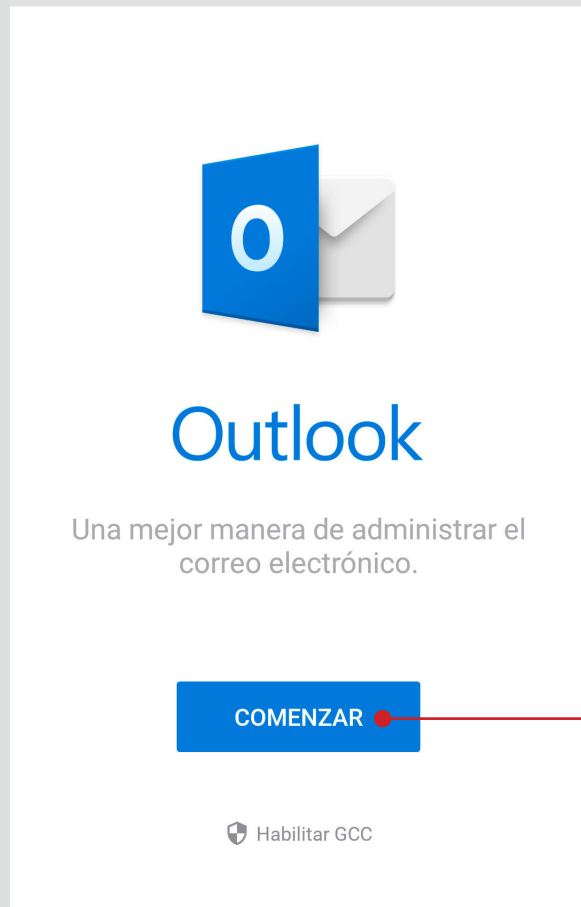 O
Outlook
Una mejor manera de administrar el
correo electrónico.
COMENZAR
Habilitar GCC